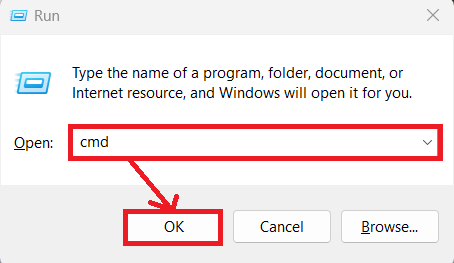 Run
Type the name of a program, folder, document, or
Internet resource, and Windows will open it for you.
Open: cmd
OK Cancel Browse...